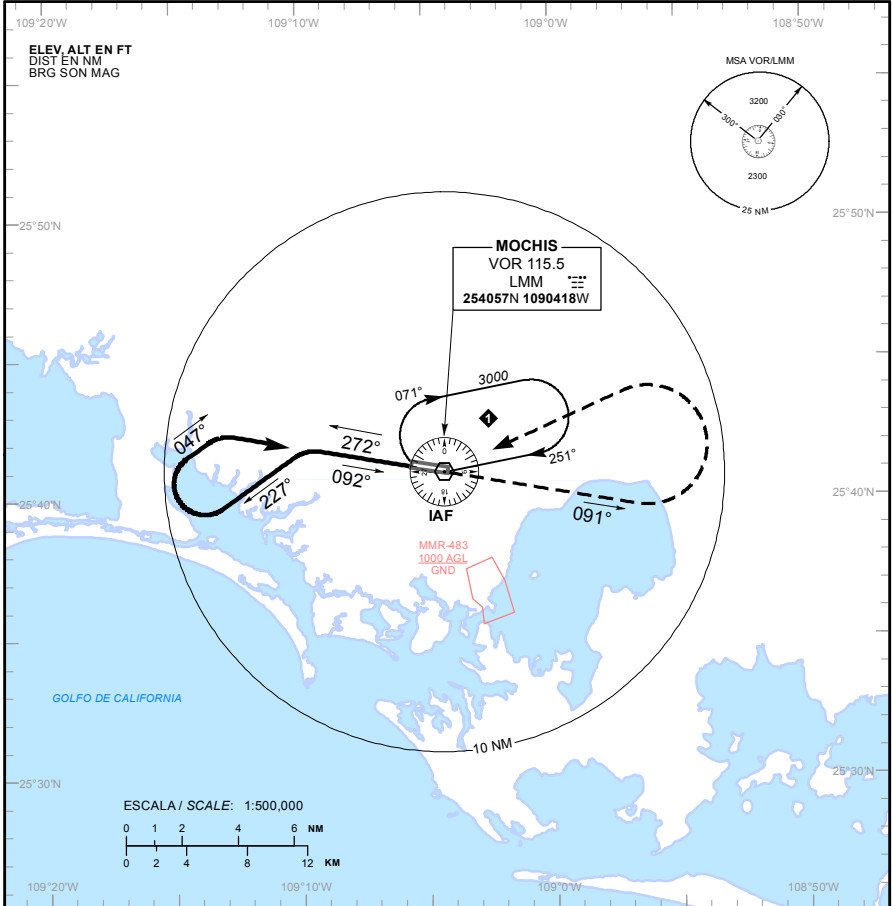 109°20'W
109°10'W
109°0'W
108°50'W
ELEV, ALT EN FT
DIST EN NM
BRG SON MAG
MSA VOR/LMM
3200
300°
030°
2300
25 NM
25°50'N
25°50'N
MOCHIS
VOR 115.5
LMM
254057N 1090418W
3000
071°
1
047°
272°
251°
092°
227°
0
18
IAF
091°
25°40'N
25°40'N
MMR-483
1000 AGL
GND
GOLFO DE CALIFORNIA
10 NM
25°30'N
25°30'N
ESCALA / SCALE: 1:500,000
0 1 2 4 6 NM
0 2 4 8 12 KM
109°20'W
109°10'W
109°0'W
108°50'W